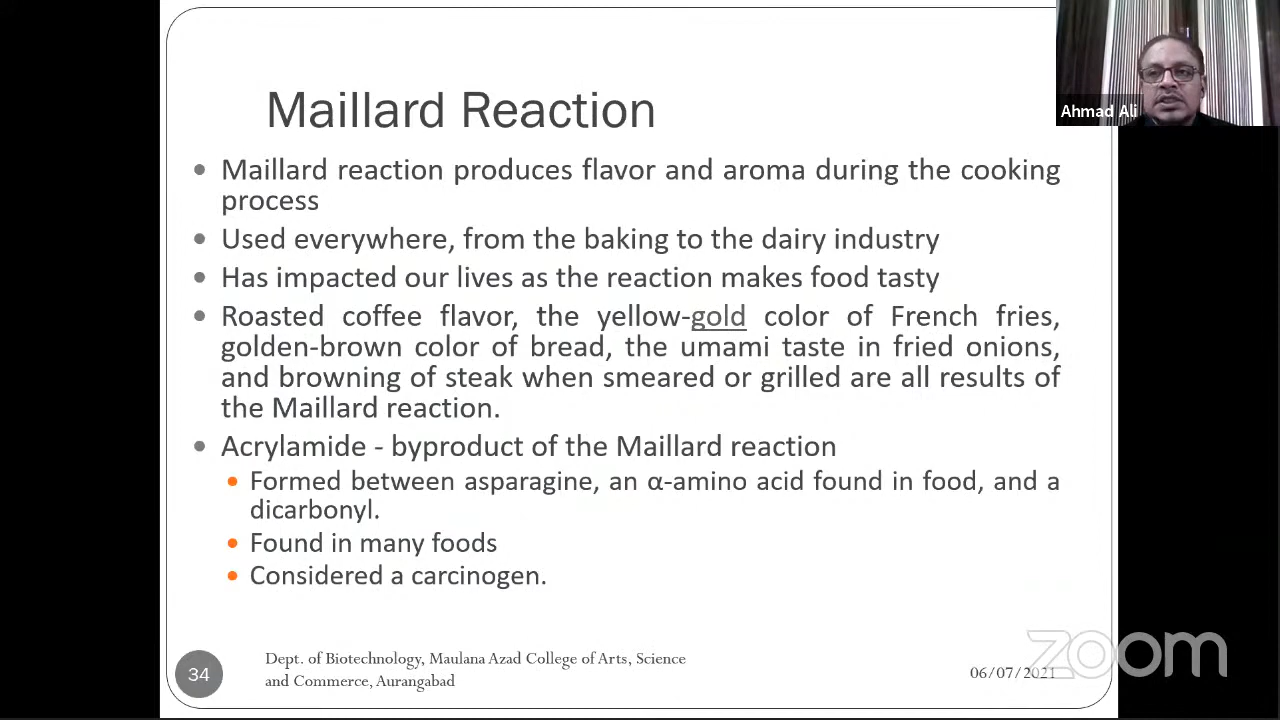 Maillard Reaction
Ahmad Ali
• Maillard reaction produces flavor and aroma during the cooking
process
• Used everywhere, from the baking to the dairy industry
• Has impacted our lives as the reaction makes food tasty
• Roasted coffee flavor, the yellow-gold color of French fries,
golden-brown color of bread, the umami taste in fried onions,
and browning of steak when smeared or grilled are all results of
the Maillard reaction.
• Acrylamide - byproduct of the Maillard reaction
• Formed between asparagine, an α-amino acid found in food, and a
dicarbonyl.
• Found in many foods
• Considered a carcinogen.
34
Dept. of Biotechnology, Maulana Azad College of Arts, Science
and Commerce, Aurangabad
06/07/2021
zoom